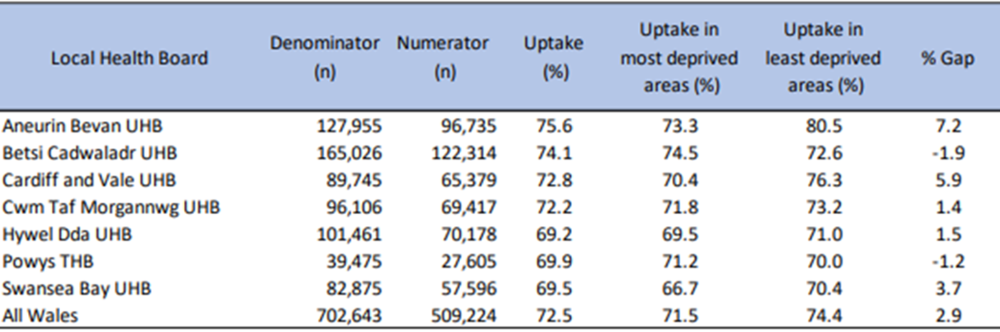 Local Health Board Denominator (n) Numerator (n) Uptake (%) Uptake in most deprived areas (%) Uptake in least deprived areas (%) % Gap
Aneurin Bevan UHB 127,955 96,735 75.6 73.3 80.5 7.2
Betsi Cadwaladr UHB 165,026 122,314 74.1 74.5 72.6 -1.9
Cardiff and Vale UHB 89,745 65,379 72.8 70.4 76.3 5.9
Cwm Taf Morgannwg UHB 96,106 69,417 72.2 71.8 73.2 1.4
Hywel Dda UHB 101,461 70,178 69.2 69.5 71.0 1.5
Powys THB 39,475 27,605 69.9 71.2 70.0 -1.2
Swansea Bay UHB 82,875 57,596 69.5 66.7 70.4 3.7
All Wales 702,643 509,224 72.5 71.5 74.4 2.9